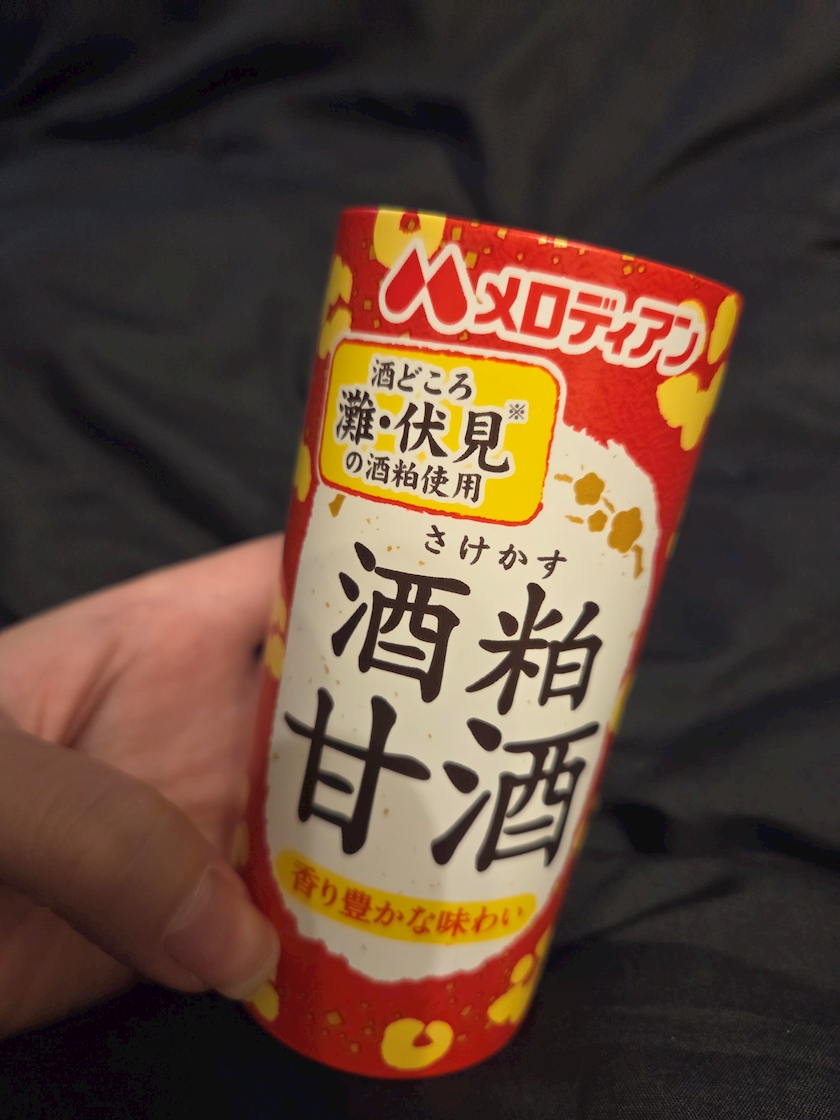 メロディアン
酒どころ
灘・伏見※
の酒粕使用
さけかす
酒粕
甘酒
香り豊かな味わい